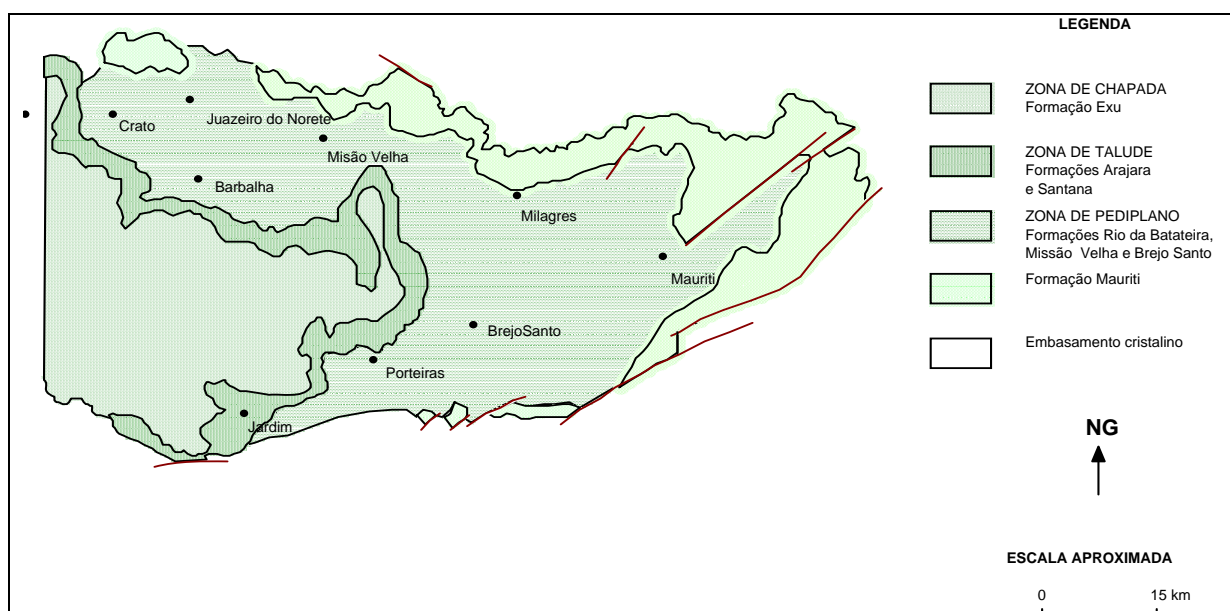 LEGENDA
ZONA DE CHAPADA
Formação Exu
ZONA DE TALUDE
Formações Arajara
e Santana
ZONA DE PEDIPLANO
Formações Rio da Batateira,
Missão Velha e Brejo Santo
Formação Mauriti
Embasamento cristalino
Crato
Juazeiro do Norete
Misão Velha
Barbalha
Milagres
Mauriti
BrejoSanto
Porteiras
Jardim
NG
ESCALA APROXIMADA
0 15 km